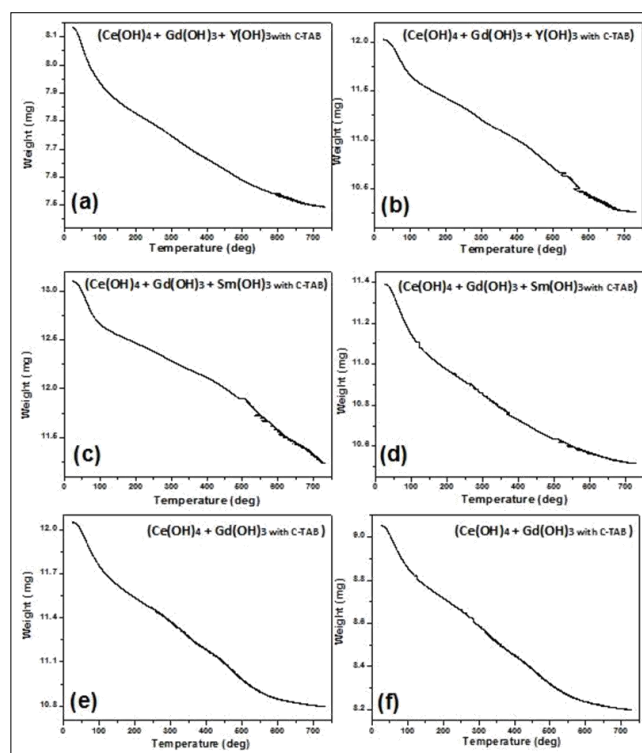 (Ce(OH)4 + Gd(OH)3 + Y(OH)3 with C-TAB)
8.1
8.0
7.9
7.8
7.7
7.6
Weight (mg)
(a)
0 100 200 300 400 500 600 700
Temperature (deg)
(Ce(OH)4 + Gd(OH)3 + Y(OH)3 with C-TAB)
12.0
11.5
11.0
10.5
Weight (mg)
(b)
0 100 200 300 400 500 600 700
Temperature (deg)
(Ce(OH)4 + Gd(OH)3 + Sm(OH)3 with C-TAB)
13.0
12.5
12.0
11.5
Weight (mg)
(c)
0 100 200 300 400 500 600 700
Temperature (deg)
(Ce(OH)4 + Gd(OH)3 + Sm(OH)3 with C-TAB)
11.4
11.2
11.0
10.8
10.6
Weight (mg)
(d)
0 100 200 300 400 500 600 700
Temperature (deg)
(Ce(OH)4 + Gd(OH)3 with C-TAB )
12.0
11.7
11.4
11.1
10.8
Weight (mg)
(e)
0 100 200 300 400 500 600 700
Temperature (deg)
(Ce(OH)4 + Gd(OH)3 with C-TAB )
9.0
8.8
8.6
8.4
8.2
Weight (mg)
(f)
0 100 200 300 400 500 600 700
Temperature (deg)